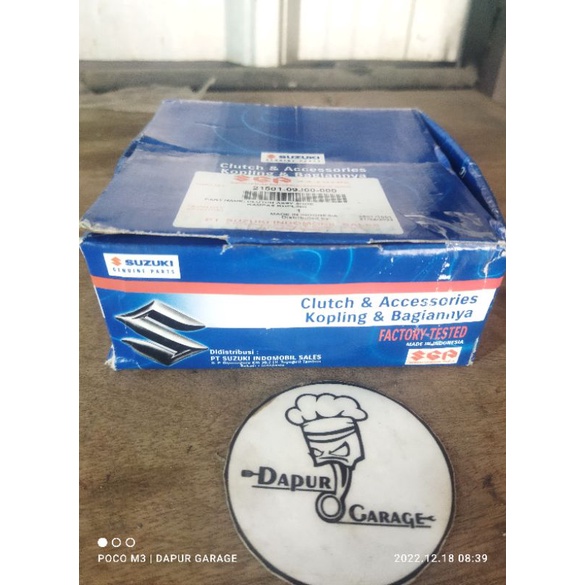 SUZUKI
Clutch & Accessories
Kopling & Bagiannya
21501-09J00-000
MADE IN INDONESIA
SUZUKI
GENUINE PARTS
Clutch & Accessories
Kopling & Bagiannya
FACTORY-TESTED
MADE IN INDONESIA
SGP
Didistribusi :
PT SUZUKI INDOMOBIL SALES
DAPUR
GARAGE
POCO M3 | DAPUR GARAGE
2022.12.18 08:39